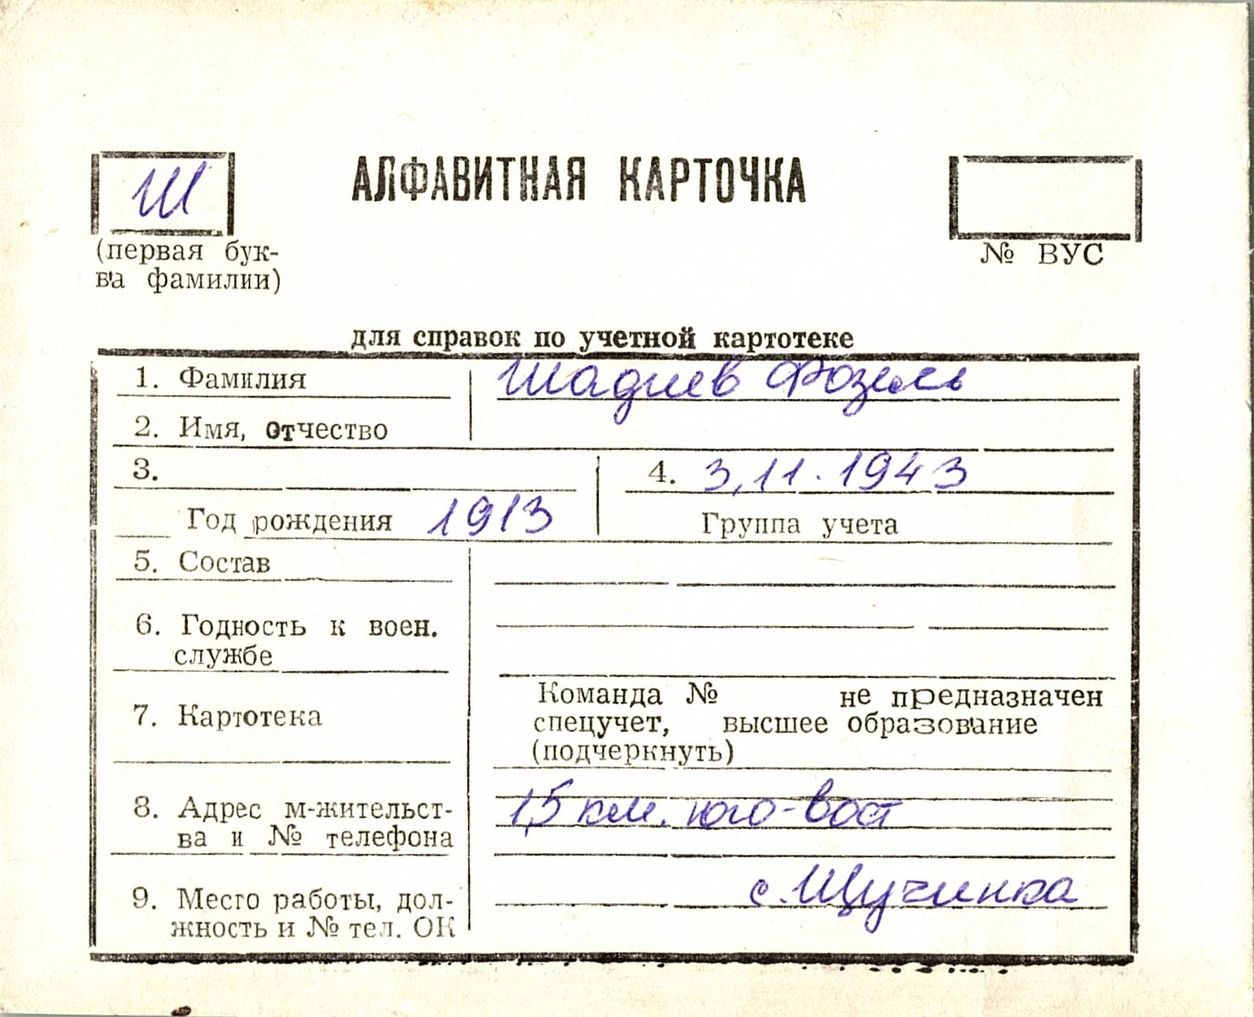 Ш
АЛФАВИТНАЯ КАРТОЧКА
(первая бук-
ва фамилии)
№ ВУС
для справок по учетной картотеке
1. Фамилия
Шадиев Фозиль
2. Имя, отчество
3.
4. 3,11.1943
Год рождения 1913
Группа учета
5. Состав
6. Годность к воен.
службе
7. Картотека
Команда № не предназначен
спецучет, высшее образование
(подчеркнуть)
8. Адрес м-жительст-
ва и № телефона
1,5 км. юго-вост
9. Место работы, дол-
жность и № тел. ОК
с. Щучинка